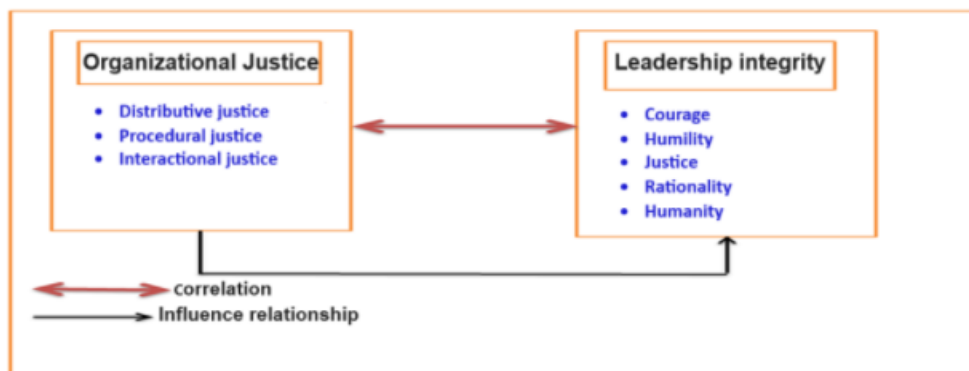 Organizational Justice
• Distributive justice
• Procedural justice
• Interactional justice
Leadership integrity
• Courage
• Humility
• Justice
• Rationality
• Humanity
correlation
Influence relationship